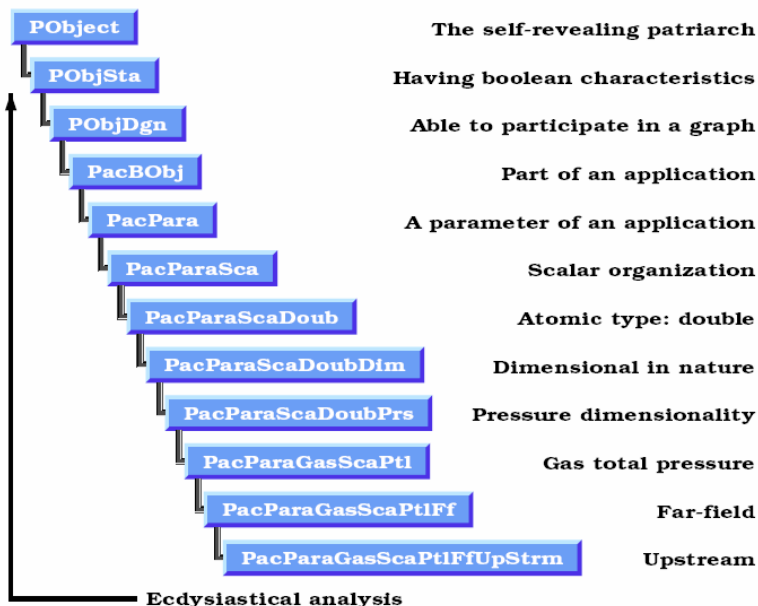 PObject The self-revealing patriarch
PObjSta Having boolean characteristics
PObjDgn Able to participate in a graph
PacBObj Part of an application
PacPara A parameter of an application
PacParaSca Scalar organization
PacParaScaDoub Atomic type: double
PacParaScaDoubDim Dimensional in nature
PacParaScaDoubPrs Pressure dimensionality
PacParaGasScaPtl Gas total pressure
PacParaGasScaPtlFf Far-field
PacParaGasScaPtlFfUpStrm Upstream
Ecdysiastical analysis